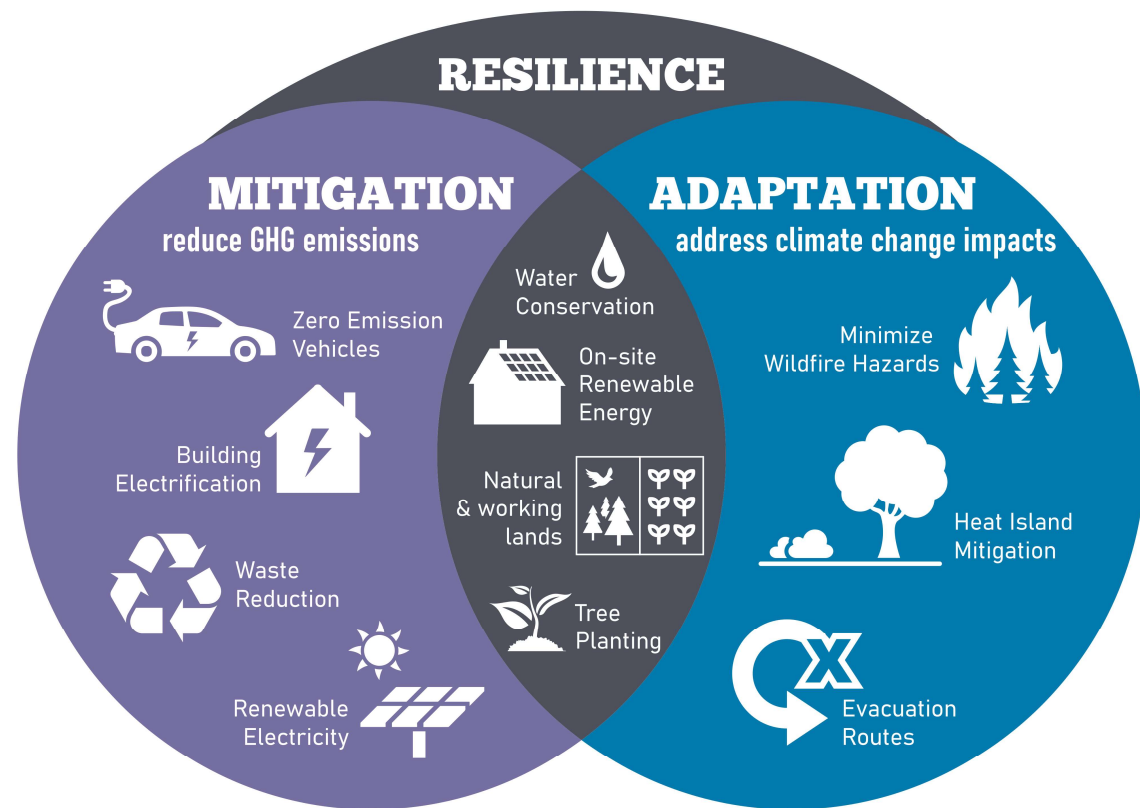 RESILIENCE
MITIGATION
reduce GHG emissions
Zero Emission
Vehicles
Building
Electrification
Waste
Reduction
Renewable
Electricity
Water
Conservation
On-site
Renewable
Energy
Natural
& working
lands
Tree
Planting
ADAPTATION
address climate change impacts
Minimize
Wildfire Hazards
Heat Island
Mitigation
X
Evacuation
Routes